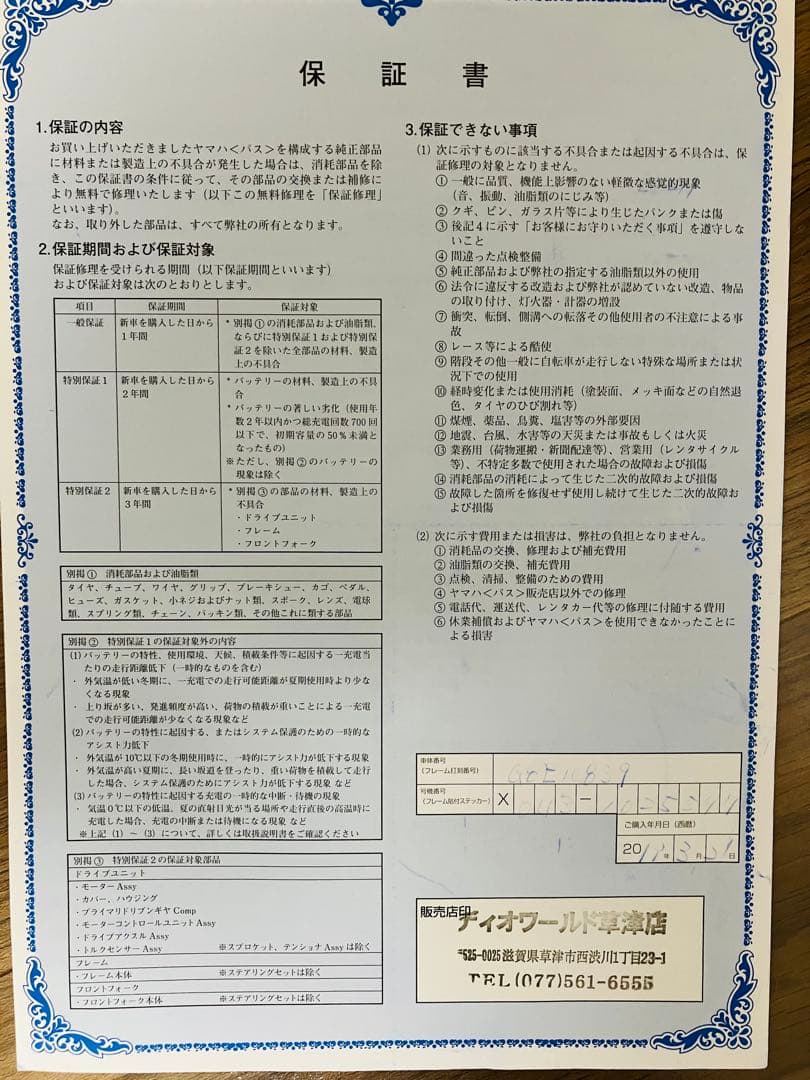 保証書
1.保証の内容
お買い上げいただきましたヤマハ〈パス〉を構成する純正部品
に材料または製造上の不具合が発生した場合は、消耗部品を除
き、この保証書の条件に従って、その部品の交換または補修に
より無料で修理いたします（以下この無料修理を「保証修理」
といいます）。
なお、取り外した部品は、すべて弊社の所有となります。
2.保証期間および保証対象
保証修理を受けられる期間（以下保証期間といいます）
および保証対象は次のとおりとします。
項目 保証期間 保証対象
一般保証 新車を購入した日から
１年間
*別掲①の消耗部品および油脂類、
ならびに特別保証１および特別保
証２を除いた全部品の材料、製造
上の不具合
特別保証１ 新車を購入した日から
２年間
*バッテリーの材料、製造上の不具
合
*バッテリーの著しい劣化（使用年
数２年以内かつ総充電回数700回
以下で、初期容量の50％未満と
なったもの）
※ただし、別掲②のバッテリーの
現象は除く
特別保証２ 新車を購入した日から
３年間
*別掲③の部品の材料、製造上の
不具合
・ドライブユニット
・フレーム
・フロントフォーク
別掲① 消耗部品および油脂類
タイヤ、チューブ、ワイヤ、グリップ、ブレーキシュー、カゴ、ペダル、
ヒューズ、ガスケット、小ネジおよびナット類、スポーク、レンズ、電球
類、スプリング類、チェーン、パッキン類、その他これに類する部品
別掲② 特別保証１の保証対象外の内容
(1)バッテリーの特性、使用環境、天候、積載条件等に起因する一充電当
たりの走行距離低下（一時的なものを含む）
・ 外気温が低い冬期に、一充電での走行可能距離が夏期使用時より少な
くなる現象
・ 上り坂が多い、発進頻度が高い、荷物の積載が重いことによる一充電
での走行可能距離が少なくなる現象など
(2)バッテリーの特性に起因する、またはシステム保護のための一時的な
アシスト力低下
・ 外気温が10℃以下の冬期使用時に、一時的にアシスト力が低下する現象
・ 外気温が高い夏期に、長い坂道を登ったり、重い荷物を積載して走行
した場合、システム保護のためにアシスト力が低下する現象 など
(3)バッテリーの特性に起因する充電の一時的な中断・待機の現象
・ 気温０℃以下の低温、夏の直射日光が当る場所や走行直後の高温時に
充電した場合、充電の中断または待機になる現象 など
※上記（1）～（3）について、詳しくは取扱説明書をご確認ください
別掲③ 特別保証２の保証対象部品
ドライブユニット
・モーターAssy
・カバー、ハウジング
・プライマリドリブンギヤComp
・モーターコントロールユニットAssy
・ドライブアクスルAssy
・トルクセンサーAssy ※スプロケット、テンショナAssyは除く
フレーム
・フレーム本体 ※ステアリングセットは除く
フロントフォーク
・フロントフォーク本体 ※ステアリングセットは除く
3.保証できない事項
(1) 次に示すものに該当する不具合または起因する不具合は、保
証修理の対象となりません。
① 一般に品質、機能上影響のない軽微な感覚的現象
（音、振動、油脂類のにじみ等）
② クギ、ピン、ガラス片等により生じたパンクまたは傷
③ 後記４に示す「お客様にお守りいただく事項」を遵守しな
いこと
④ 間違った点検整備
⑤ 純正部品および弊社の指定する油脂類以外の使用
⑥ 法令に違反する改造および弊社が認めていない改造、物品
の取り付け、灯火器・計器の増設
⑦ 衝突、転倒、側溝への転落その他使用者の不注意による事
故
⑧ レース等による酷使
⑨ 階段その他一般に自転車が走行しない特殊な場所または状
況下での使用
⑩ 経時変化または使用消耗（塗装面、メッキ面などの自然退
色、タイヤのひび割れ等）
⑪ 煤煙、薬品、鳥糞、塩害等の外部要因
⑫ 地震、台風、水害等の天災または事故もしくは火災
⑬ 業務用（荷物運搬・新聞配達等）、営業用（レンタサイクル
等）、不特定多数で使用された場合の故障および損傷
⑭ 消耗部品の消耗によって生じた二次的故障および損傷
⑮ 故障した箇所を修復せず使用し続けて生じた二次的故障お
よび損傷
(2) 次に示す費用または損害は、弊社の負担となりません。
① 消耗品の交換、修理および補充費用
② 油脂類の交換、補充費用
③ 点検、清掃、整備のための費用
④ ヤマハ〈パス〉販売店以外での修理
⑤ 電話代、運送代、レンタカー代等の修理に付随する費用
⑥ 休業補償およびヤマハ〈パス〉を使用できなかったことに
よる損害
車体番号
（フレーム打刻番号）
号機番号
（フレーム貼付ステッカー） X －
ご購入年月日（西暦）
20 年 月 日
販売店印
ディオワールド草津店
〒525-0025滋賀県草津市西渋川1丁目23-1
TEL(077)561-6555